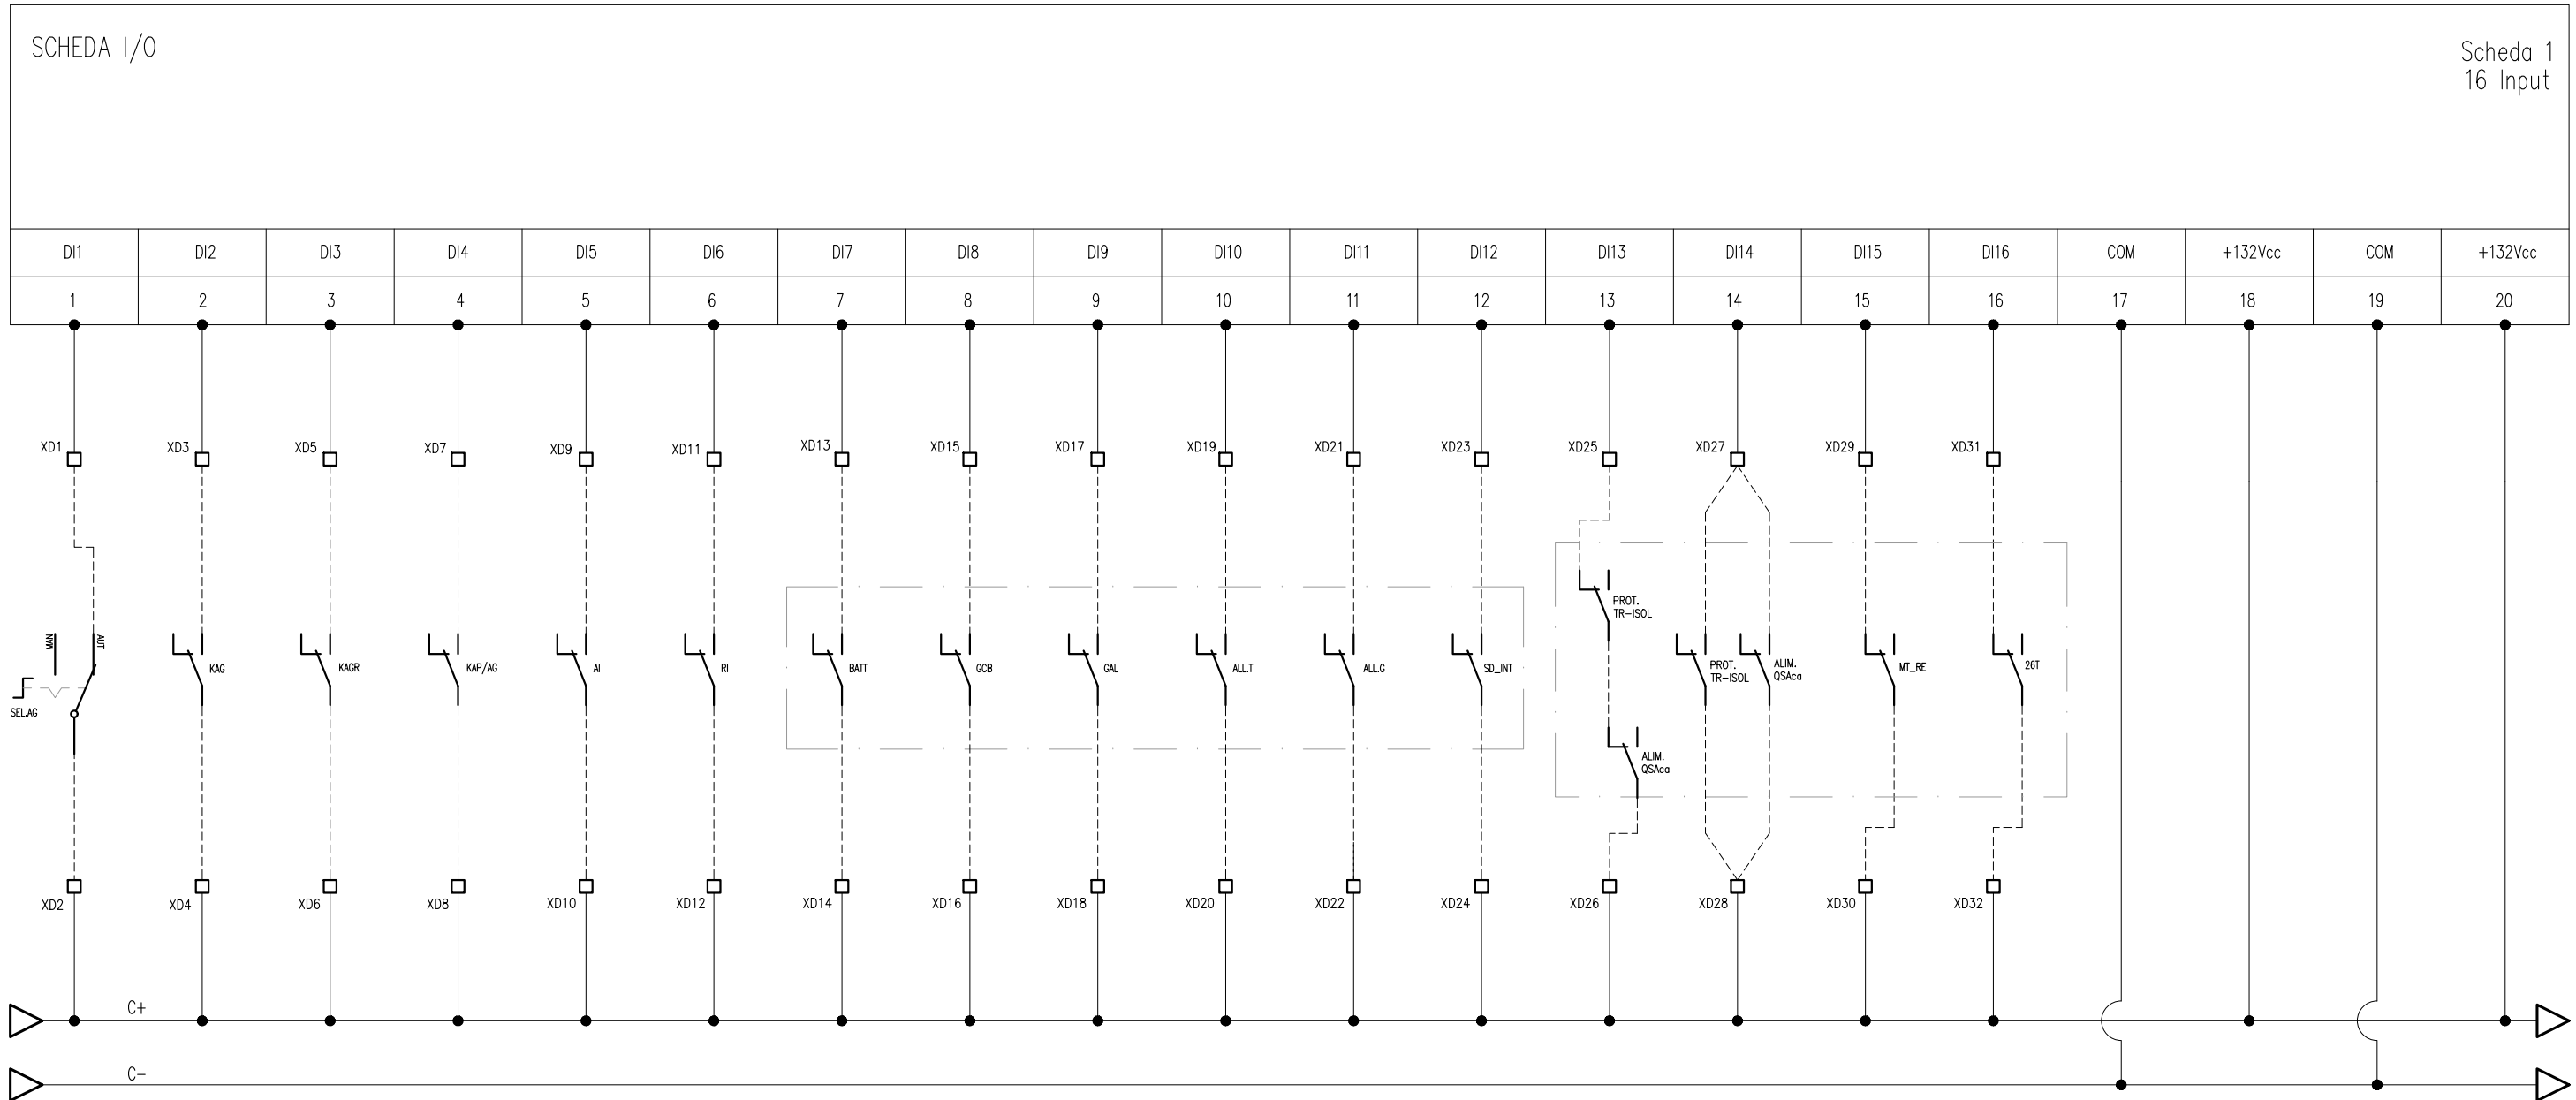 SCHEDA I/O
Scheda 1
16 Input
DI1 DI2 DI3 DI4 DI5 DI6 DI7 DI8 DI9 DI10 DI11 DI12 DI13 DI14 DI15 DI16 COM +132Vcc COM +132Vcc
1 2 3 4 5 6 7 8 9 10 11 12 13 14 15 16 17 18 19 20
XD1 XD3 XD5 XD7 XD9 XD11 XD13 XD15 XD17 XD19 XD21 XD23 XD25 XD27 XD29 XD31
PROT.
TR-ISOL
MAN AUT
KAG KAGR KAP/AG AI RI BATT GCB GAL ALL.T ALL.G SD_INT
PROT.
TR-ISOL
ALIM.
QSAca
MT_RE 26T
SEL.AG
ALIM.
QSAca
XD2 XD4 XD6 XD8 XD10 XD12 XD14 XD16 XD18 XD20 XD22 XD24 XD26 XD28 XD30 XD32
C+
C-